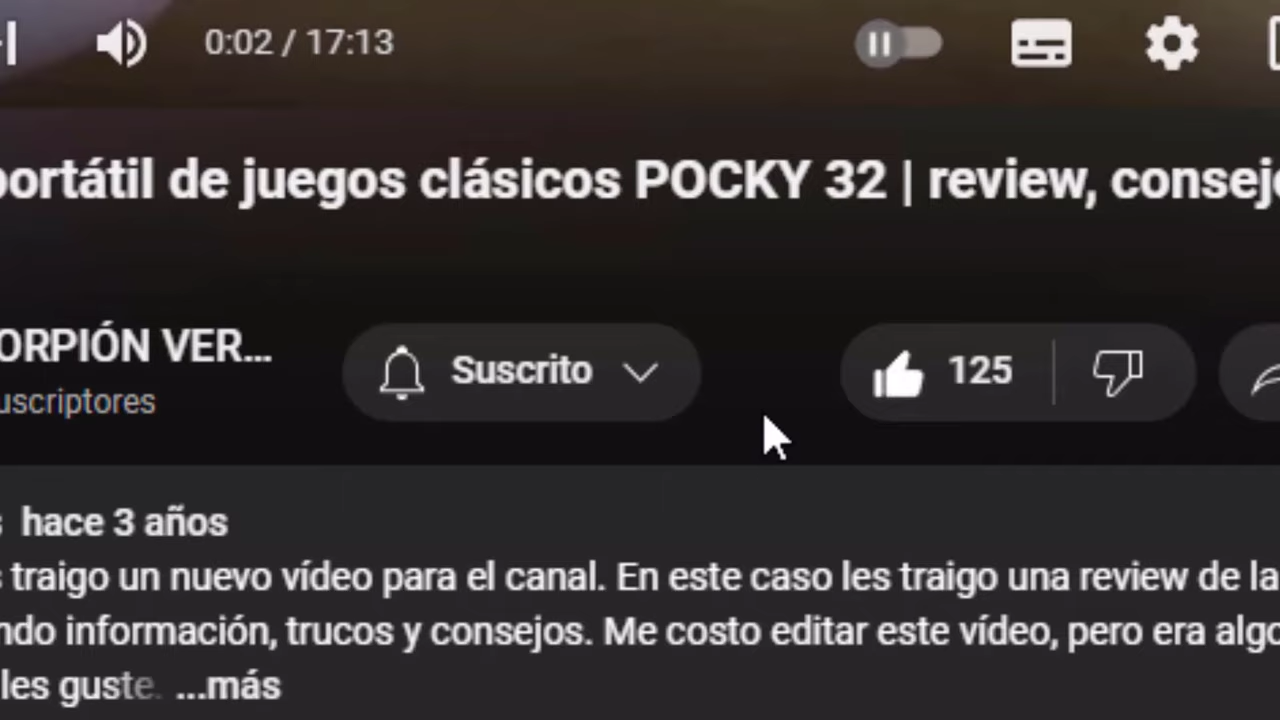 0:02 / 17:13
portátil de juegos clásicos POCKY 32 | review, consej
ORPIÓN VER...
uscriptores
Suscrito
125
hace 3 años
s traigo un nuevo vídeo para el canal. En este caso les traigo una review de la
ndo información, trucos y consejos. Me costo editar este vídeo, pero era algo
les guste. ...más